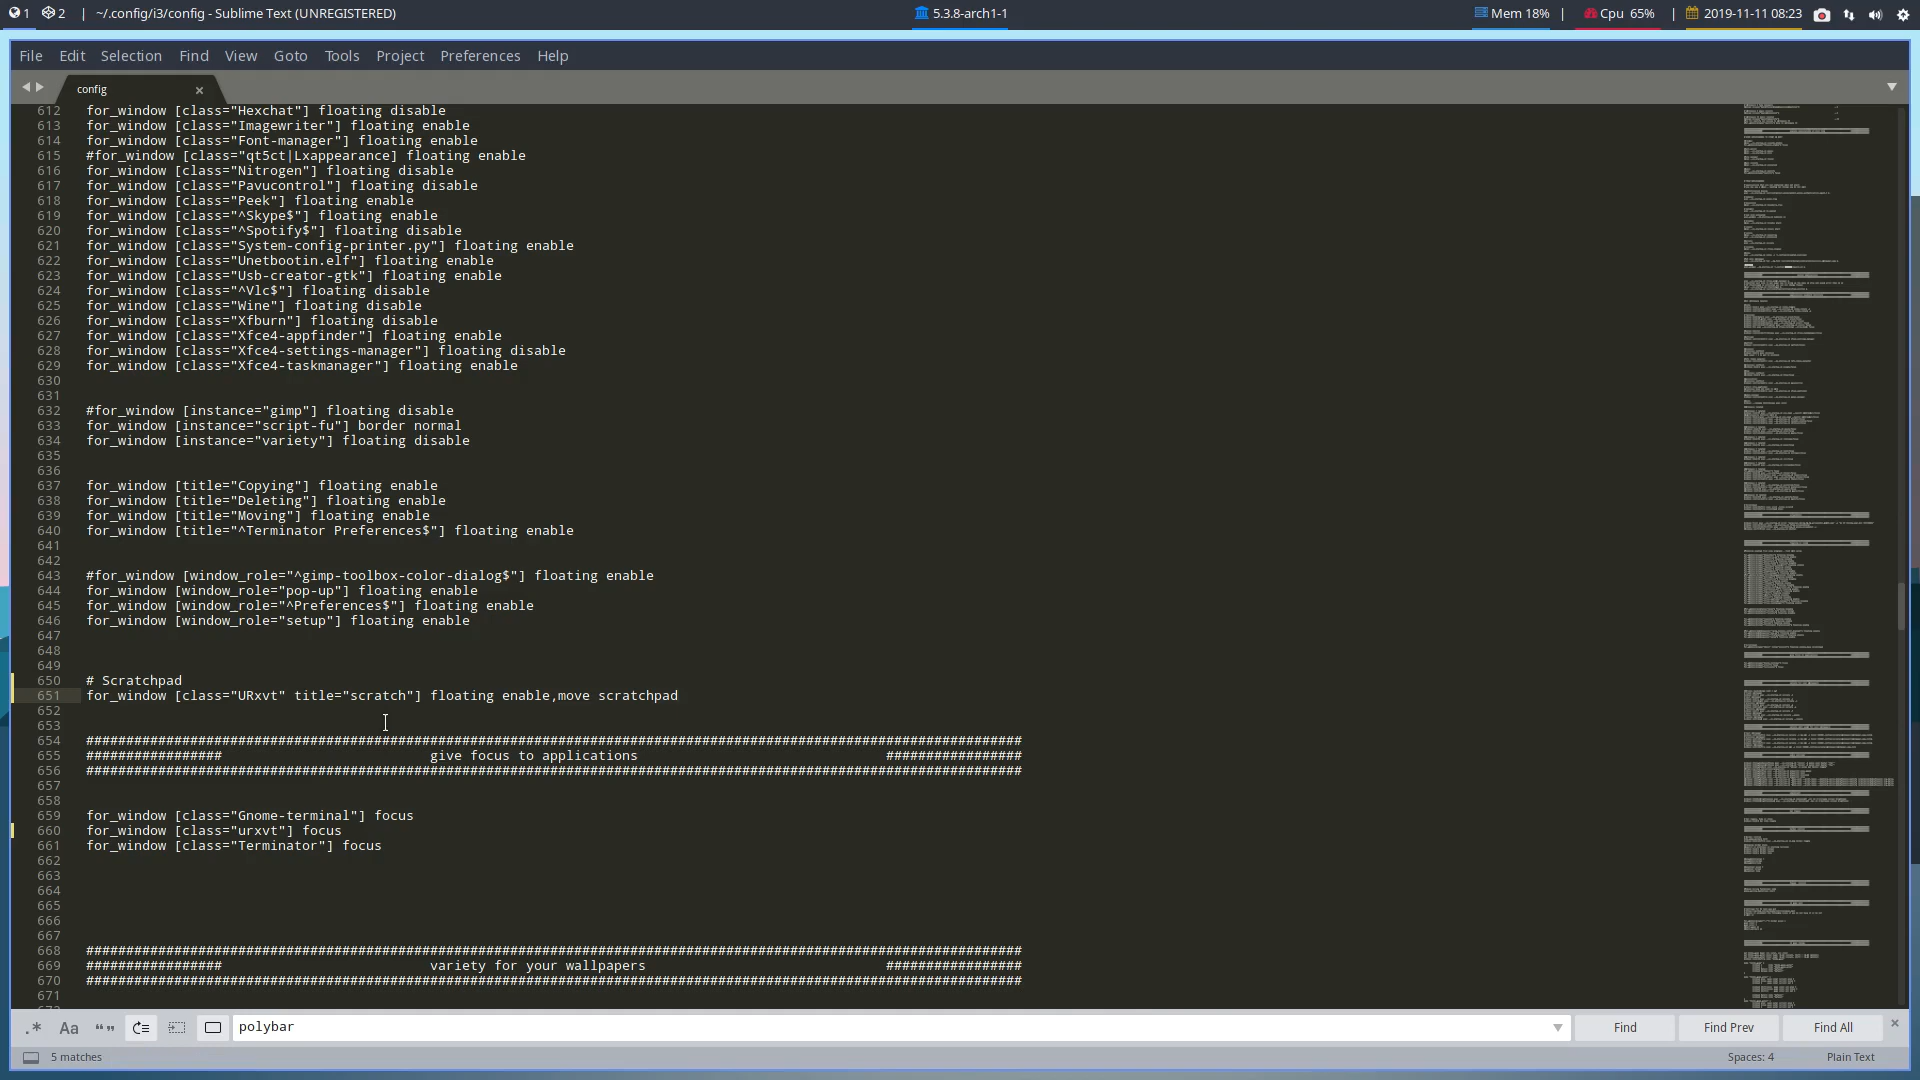 1 2 | ~/.config/i3/config - Sublime Text (UNREGISTERED) 5.3.8-arch1-1 Mem 18% | Cpu 65% | 2019-11-11 08:23
File Edit Selection Find View Goto Tools Project Preferences Help
config
612 for_window [class="Hexchat"] floating disable
613 for_window [class="Imagewriter"] floating enable
614 for_window [class="Font-manager"] floating enable
615 #for_window [class="qt5ct|Lxappearance] floating enable
616 for_window [class="Nitrogen"] floating disable
617 for_window [class="Pavucontrol"] floating disable
618 for_window [class="Peek"] floating enable
619 for_window [class="^Skype$"] floating enable
620 for_window [class="^Spotify$"] floating disable
621 for_window [class="System-config-printer.py"] floating enable
622 for_window [class="Unetbootin.elf"] floating enable
623 for_window [class="Usb-creator-gtk"] floating enable
624 for_window [class="^Vlc$"] floating disable
625 for_window [class="Wine"] floating disable
626 for_window [class="Xfburn"] floating disable
627 for_window [class="Xfce4-appfinder"] floating enable
628 for_window [class="Xfce4-settings-manager"] floating disable
629 for_window [class="Xfce4-taskmanager"] floating enable
630
631
632 #for_window [instance="gimp"] floating disable
633 for_window [instance="script-fu"] border normal
634 for_window [instance="variety"] floating disable
635
636
637 for_window [title="Copying"] floating enable
638 for_window [title="Deleting"] floating enable
639 for_window [title="Moving"] floating enable
640 for_window [title="^Terminator Preferences$"] floating enable
641
642
643 #for_window [window_role="^gimp-toolbox-color-dialog$"] floating enable
644 for_window [window_role="pop-up"] floating enable
645 for_window [window_role="^Preferences$"] floating enable
646 for_window [window_role="setup"] floating enable
647
648
649
650 # Scratchpad
651 for_window [class="URxvt" title="scratch"] floating enable,move scratchpad
652
653
654 #####################################################################################################################
655 ################# give focus to applications #################
656 #####################################################################################################################
657
658
659 for_window [class="Gnome-terminal"] focus
660 for_window [class="urxvt"] focus
661 for_window [class="Terminator"] focus
662
663
664
665
666
667
668 #####################################################################################################################
669 ################# variety for your wallpapers #################
670 #####################################################################################################################
671
.* Aa “” polybar Find Find Prev Find All
5 matches Spaces: 4 Plain Text